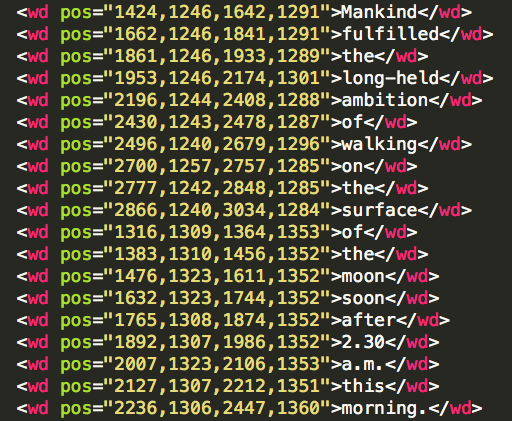 <wd pos="1424,1246,1642,1291">Mankind</wd>
<wd pos="1662,1246,1841,1291">fulfilled</wd>
<wd pos="1861,1246,1933,1289">the</wd>
<wd pos="1953,1246,2174,1301">long-held</wd>
<wd pos="2196,1244,2408,1288">ambition</wd>
<wd pos="2430,1243,2478,1287">of</wd>
<wd pos="2496,1240,2679,1296">walking</wd>
<wd pos="2700,1257,2757,1285">on</wd>
<wd pos="2777,1242,2848,1285">the</wd>
<wd pos="2866,1240,3034,1284">surface</wd>
<wd pos="1316,1309,1364,1353">of</wd>
<wd pos="1383,1310,1456,1352">the</wd>
<wd pos="1476,1323,1611,1352">moon</wd>
<wd pos="1632,1323,1744,1352">soon</wd>
<wd pos="1765,1308,1874,1352">after</wd>
<wd pos="1892,1307,1986,1352">2.30</wd>
<wd pos="2007,1323,2106,1353">a.m.</wd>
<wd pos="2127,1307,2212,1351">this</wd>
<wd pos="2236,1306,2447,1360">morning.</wd>